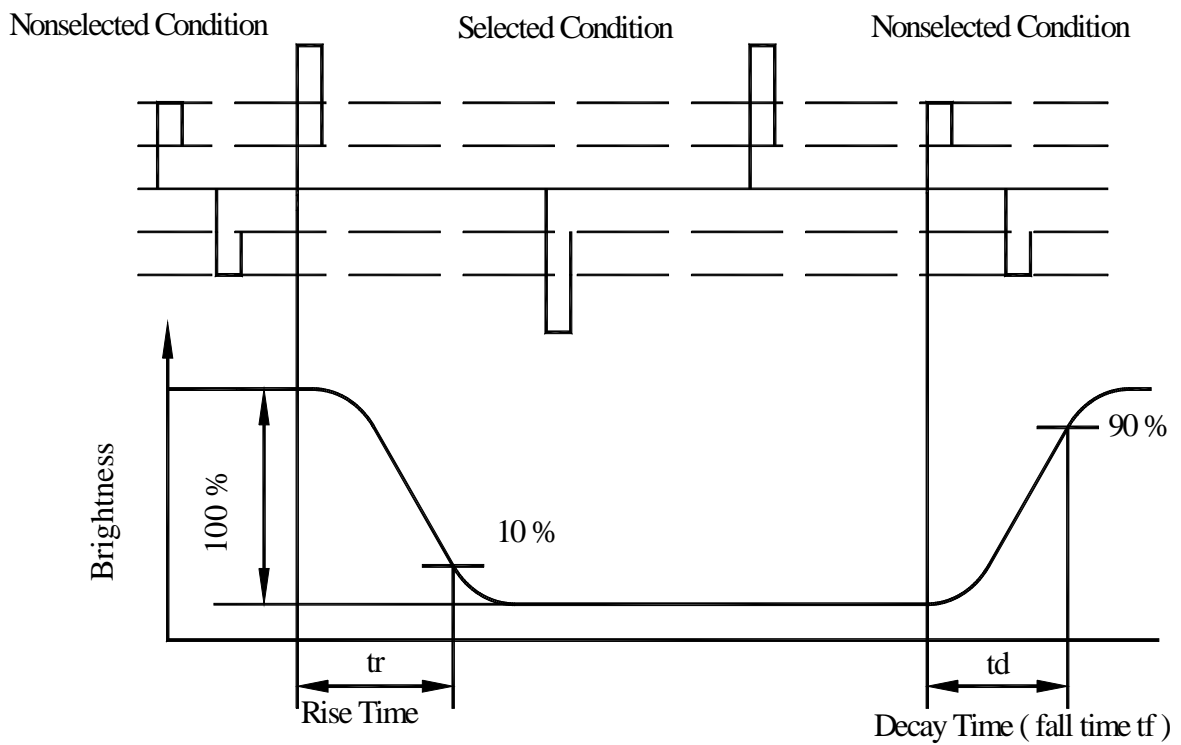 Nonselected Condition
Selected Condition
Nonselected Condition
Brightness
100 %
10 %
90 %
tr
Rise Time
td
Decay Time ( fall time tf )